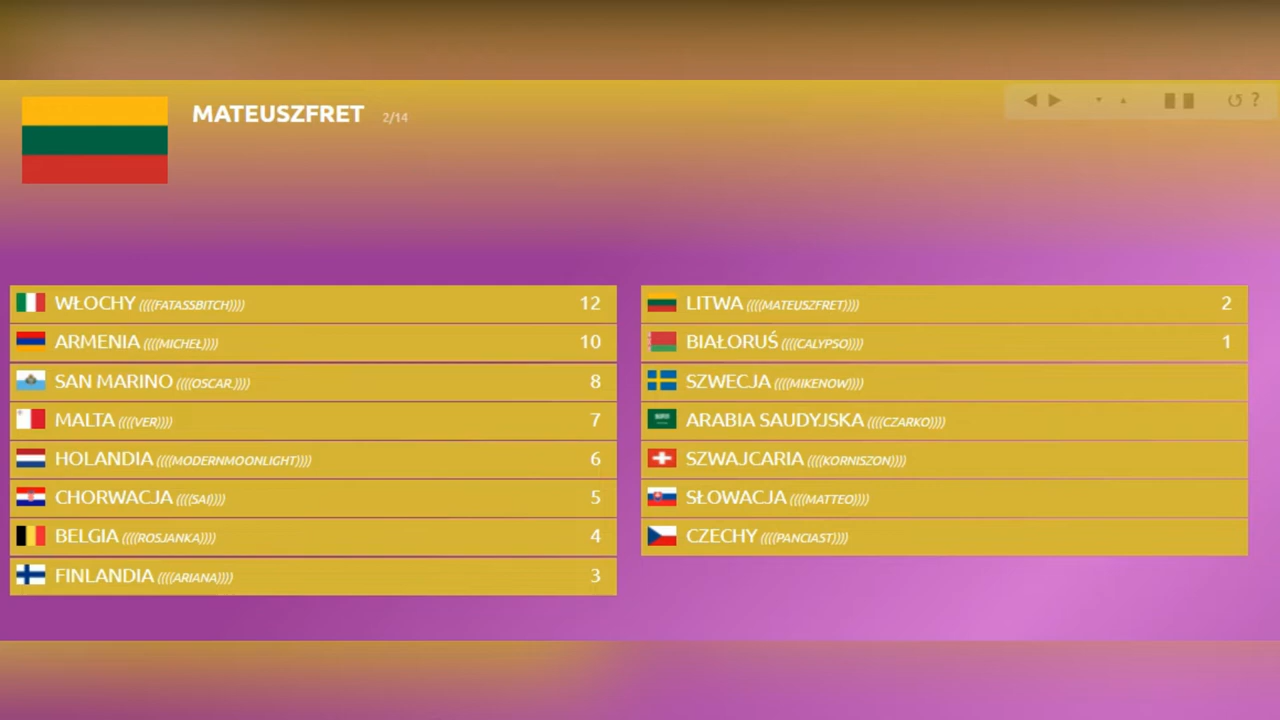 MATEUSZFRET 2/14
?
WŁOCHY ((((FATASSBITCH)))) 12
ARMENIA ((((MICHEŁ)))) 10
SAN MARINO ((((OSCAR.)))) 8
MALTA ((((VER)))) 7
HOLANDIA ((((MODERNMOONLIGHT)))) 6
CHORWACJA ((((SAI)))) 5
BELGIA ((((ROSJANKA)))) 4
FINLANDIA ((((ARIANA)))) 3
LITWA ((((MATEUSZFRET)))) 2
BIAŁORUŚ ((((CALYPSO)))) 1
SZWECJA ((((MIKENOW))))
ARABIA SAUDYJSKA ((((CZARKO))))
SZWAJCARIA ((((KORNISZON))))
SŁOWACJA ((((MATTEO))))
CZECHY ((((PANCIAST))))